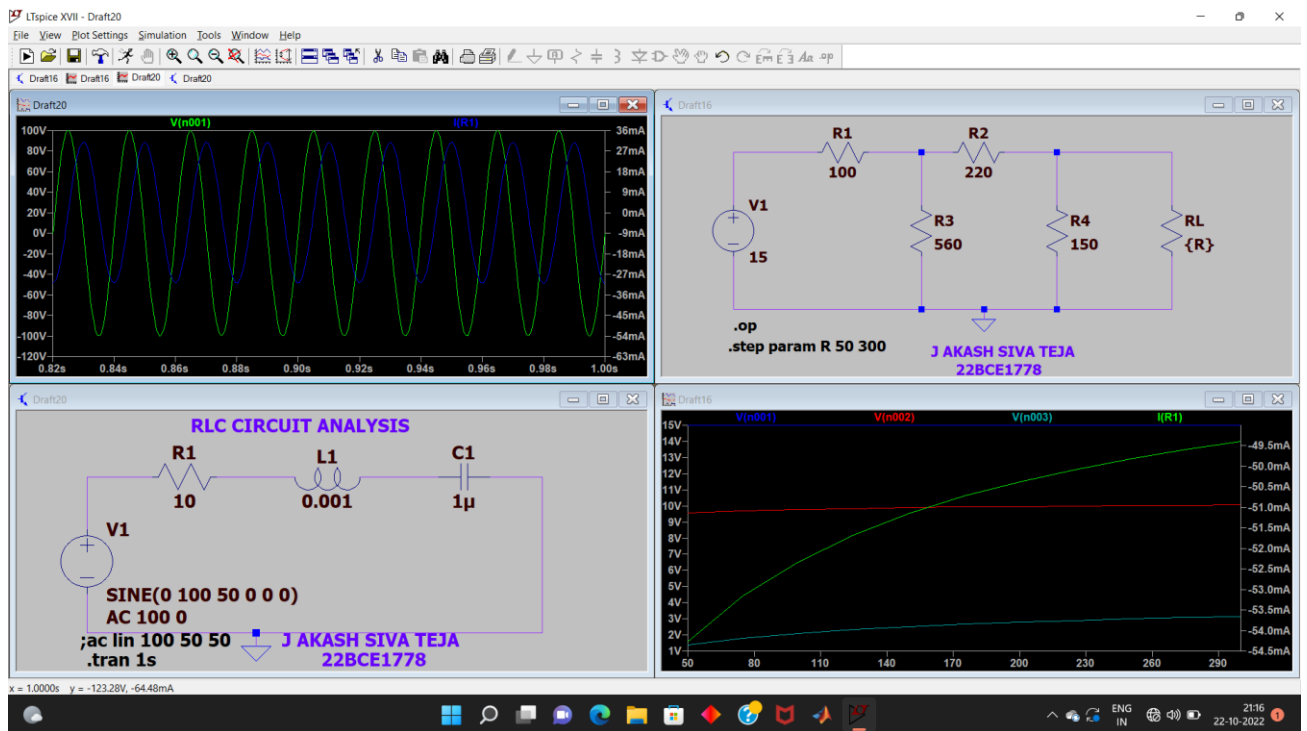 LTspice XVII - Draft20
File View Plot Settings Simulation Tools Window Help
Draft16 Draft16 Draft20 Draft20
Draft20
V(n001) I(R1)
100V 36mA
80V 27mA
60V 18mA
40V 9mA
20V 0mA
0V -9mA
-20V -18mA
-40V -27mA
-60V -36mA
-80V -45mA
-100V -54mA
-120V -63mA
0.82s 0.84s 0.86s 0.88s 0.90s 0.92s 0.94s 0.96s 0.98s 1.00s
Draft16
R1 R2
100 220
V1
15
R3
560
R4
150
RL
{R}
.op
.step param R 50 300
J AKASH SIVA TEJA
22BCE1778
Draft20
RLC CIRCUIT ANALYSIS
R1 L1 C1
10 0.001 1µ
V1
SINE(0 100 50 0 0 0)
AC 100 0
;ac lin 100 50 50
.tran 1s
J AKASH SIVA TEJA
22BCE1778
Draft16
V(n001) V(n002) V(n003) I(R1)
15V
14V -49.5mA
13V
12V -50.0mA
11V -50.5mA
10V -51.0mA
9V -51.5mA
8V
7V -52.0mA
6V -52.5mA
5V -53.0mA
4V
3V -53.5mA
2V -54.0mA
1V -54.5mA
50 80 110 140 170 200 230 260 290
x = 1.0000s y = -123.28V, -64.48mA
ENG
IN
21:16
22-10-2022
1